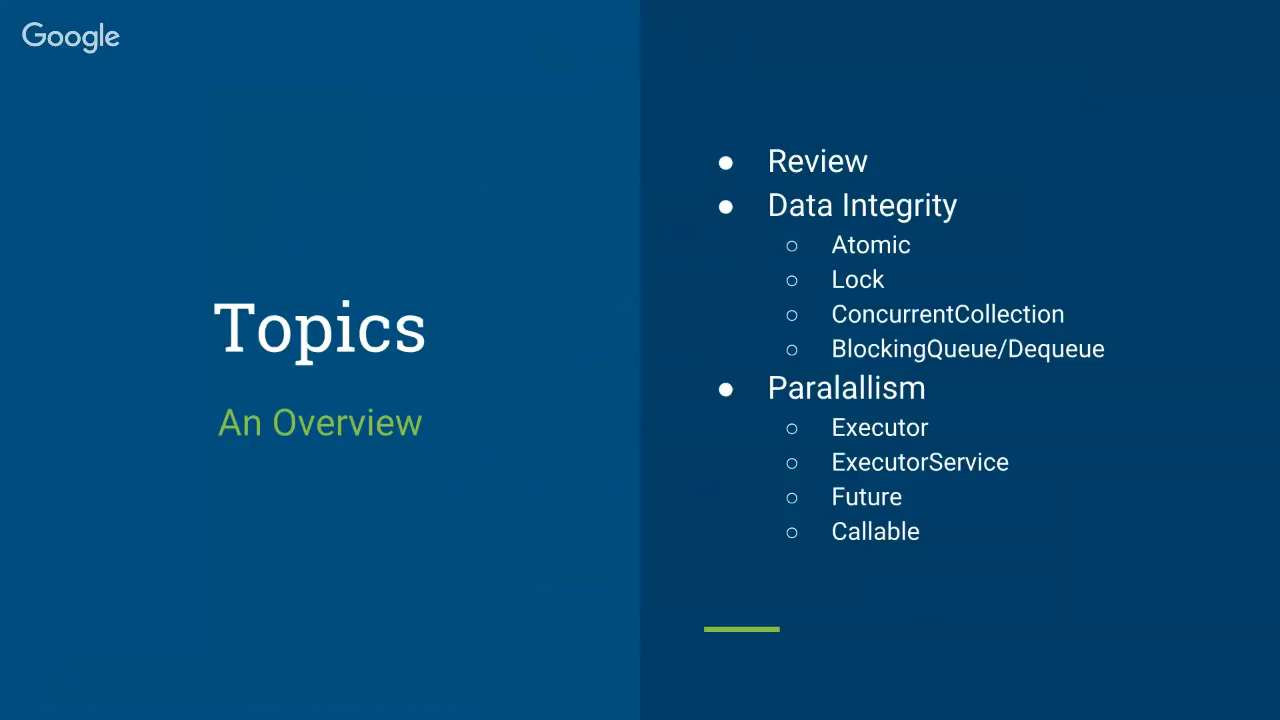 Google
Topics
An Overview
● Review
● Data Integrity
○ Atomic
○ Lock
○ ConcurrentCollection
○ BlockingQueue/Dequeue
● Paralallism
○ Executor
○ ExecutorService
○ Future
○ Callable